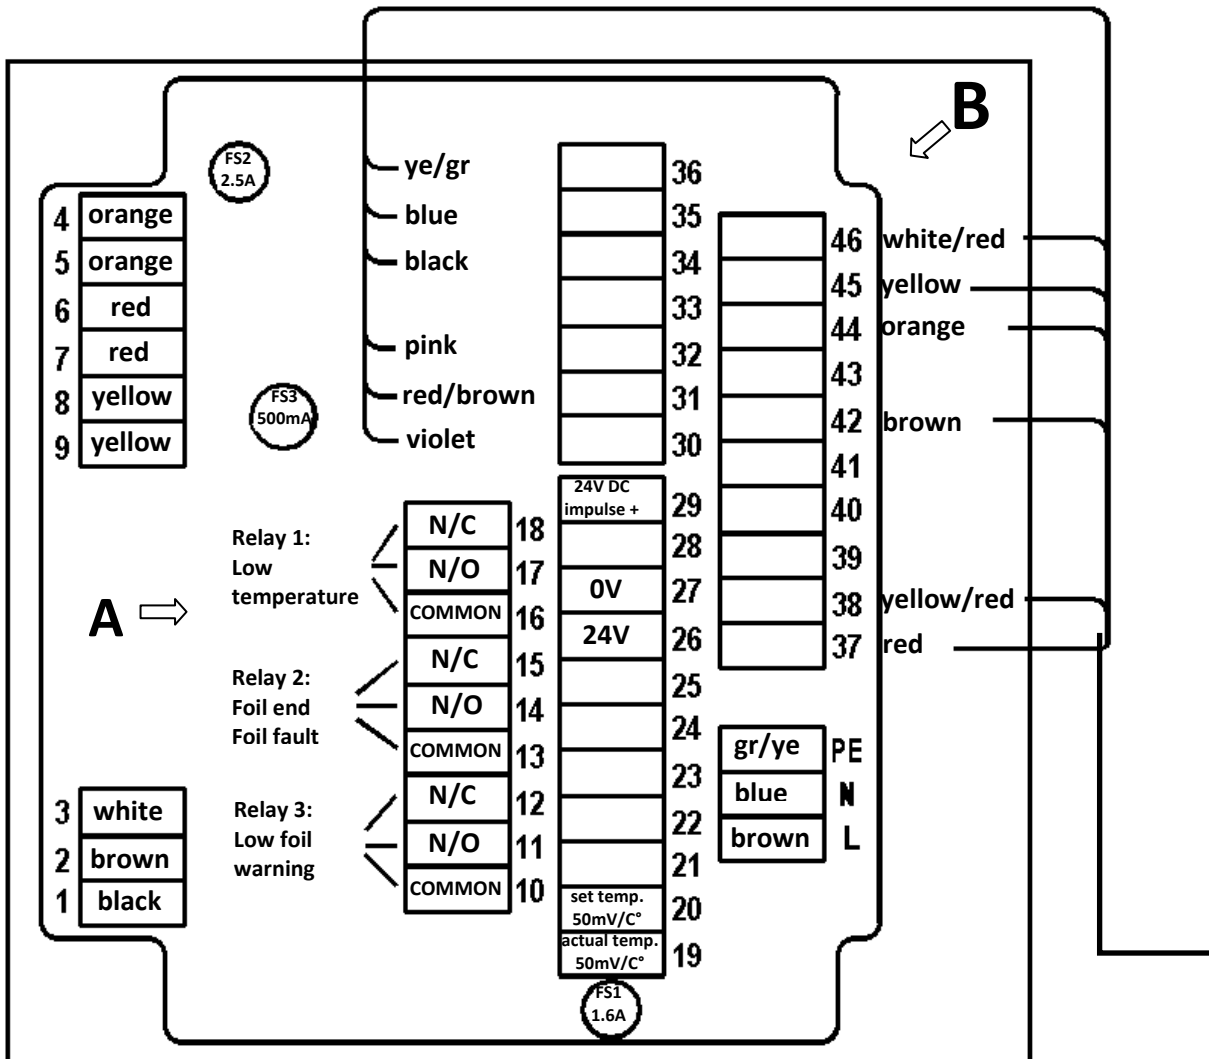 B
FS2
2.5A
4 orange
5 orange
6 red
7 red
8 yellow
9 yellow
FS3
500mA
ye/gr
blue
black
pink
red/brown
violet
36
35
34
33
32
31
30
46 white/red
45 yellow
44 orange
43
42 brown
41
40
39
38 yellow/red
37 red
A
Relay 1:
Low
temperature
N/C 18
N/O 17
COMMON 16
Relay 2:
Foil end
Foil fault
N/C 15
N/O 14
COMMON 13
Relay 3:
Low foil
warning
N/C 12
N/O 11
COMMON 10
24V DC
impulse + 29
28
0V 27
24V 26
25
24
23
22
21
set temp.
50mV/C° 20
actual temp.
50mV/C° 19
gr/ye PE
blue N
brown L
3 white
2 brown
1 black
FS1
1.6A